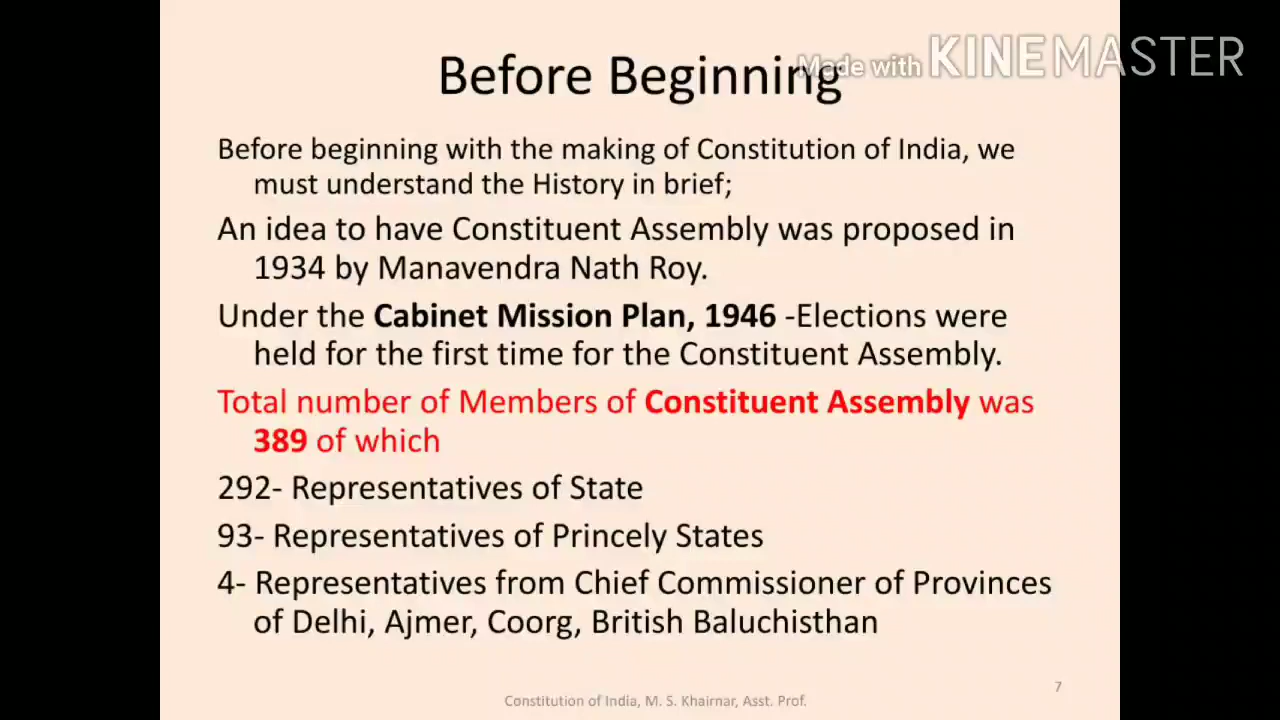 Made with KINEMASTER
Before Beginning
Before beginning with the making of Constitution of India, we
must understand the History in brief;
An idea to have Constituent Assembly was proposed in
1934 by Manavendra Nath Roy.
Under the Cabinet Mission Plan, 1946 -Elections were
held for the first time for the Constituent Assembly.
Total number of Members of Constituent Assembly was
389 of which
292- Representatives of State
93- Representatives of Princely States
4- Representatives from Chief Commissioner of Provinces
of Delhi, Ajmer, Coorg, British Baluchisthan
7
Constitution of India, M. S. Khairnar, Asst. Prof.